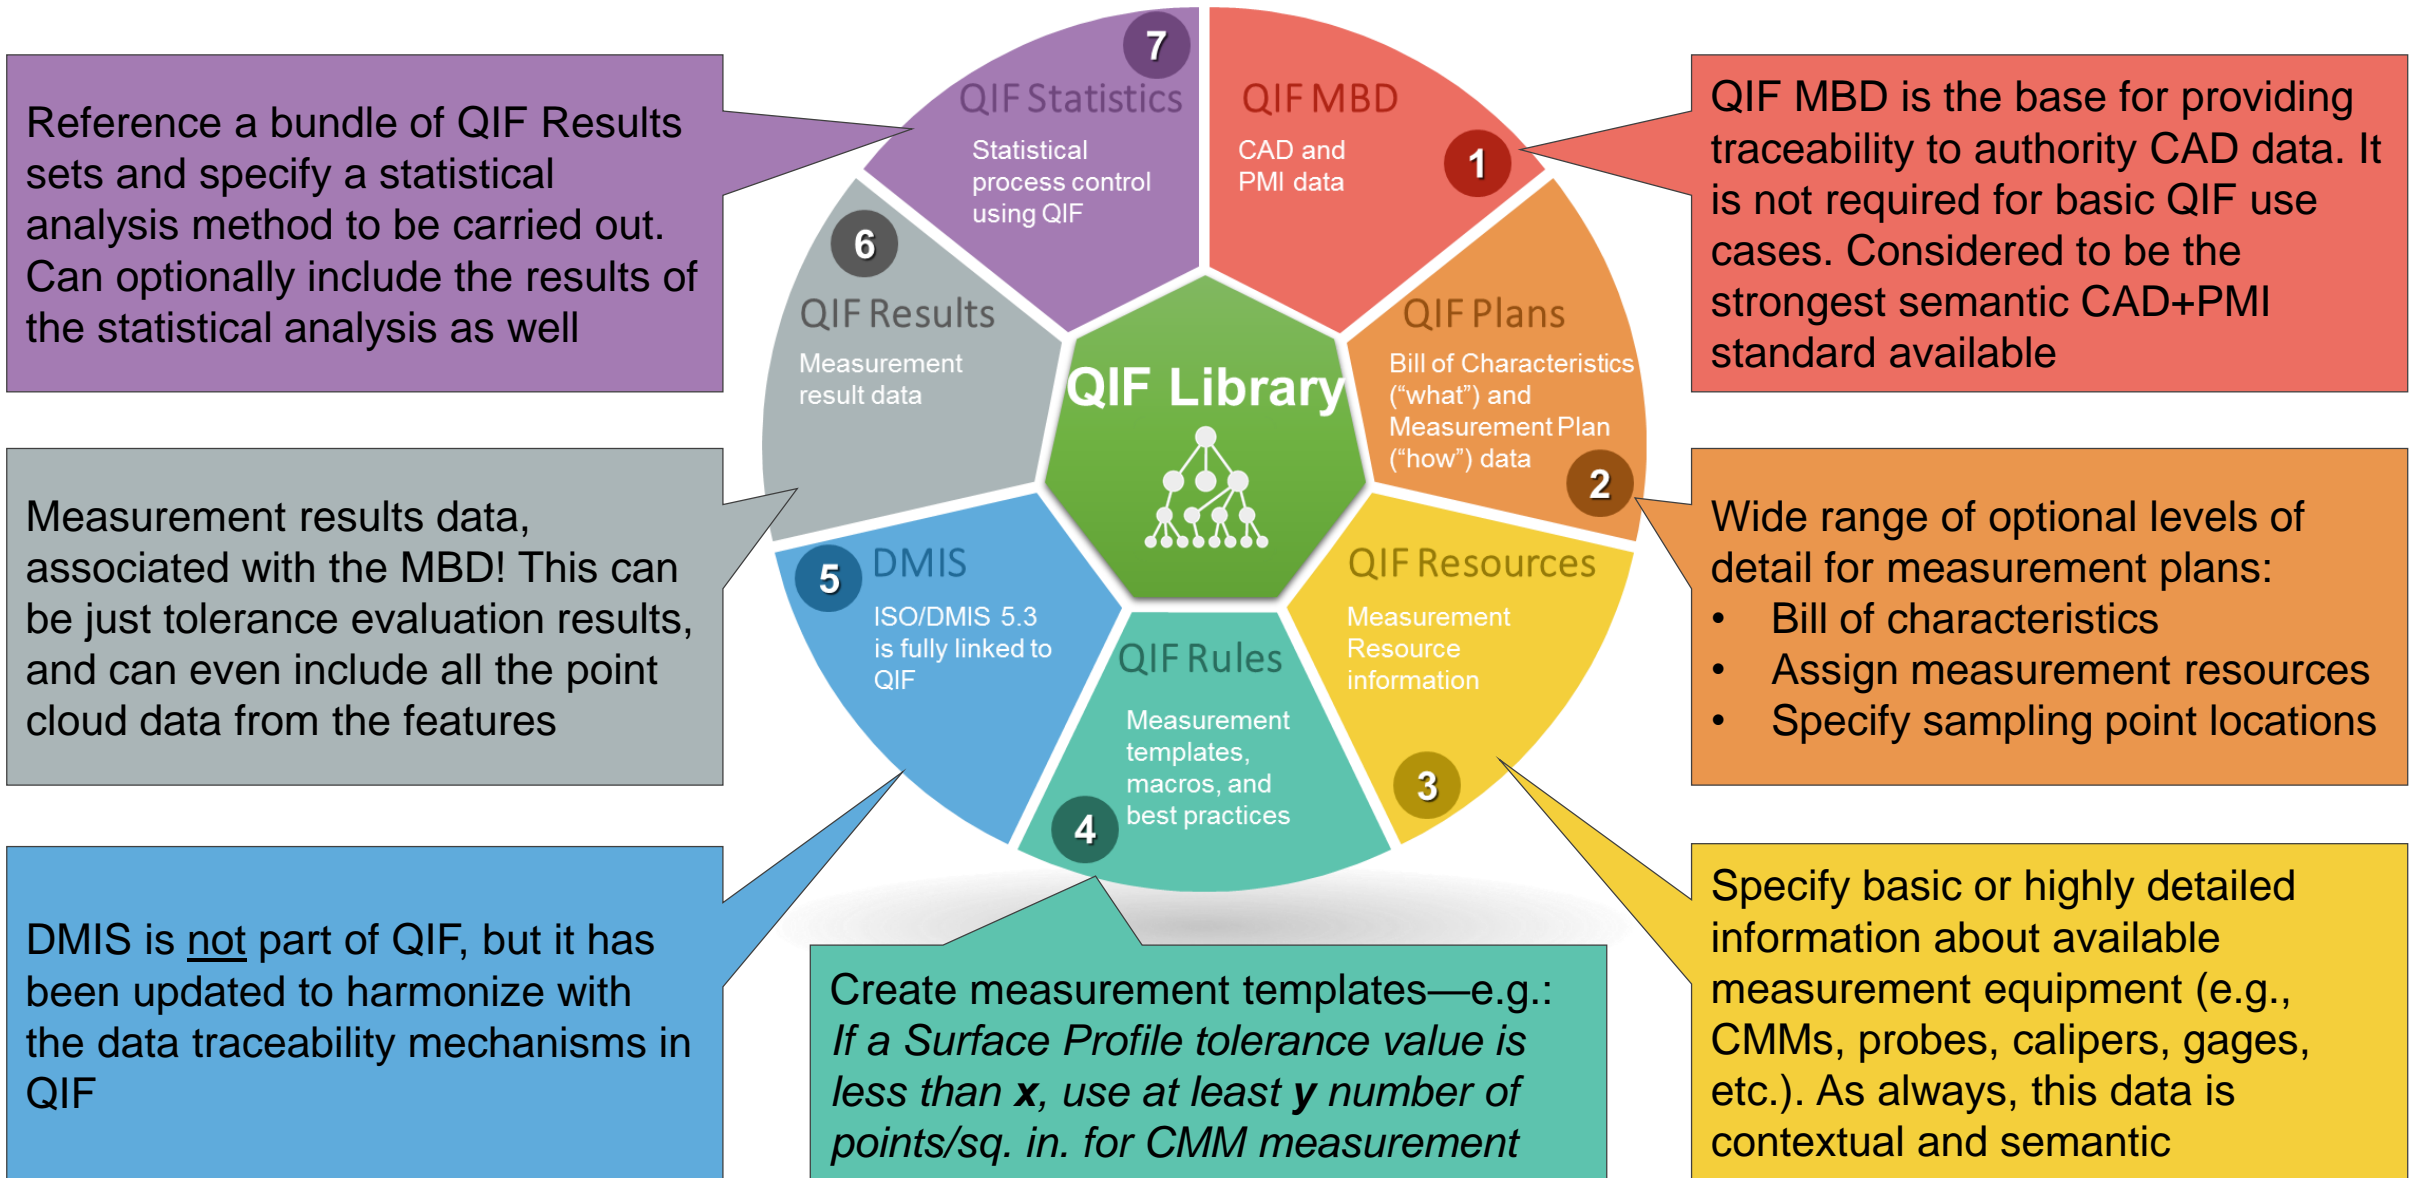 7
QIF Statistics
Statistical
process control
using QIF
QIF MBD
CAD and
PMI data
1
Reference a bundle of QIF Results
sets and specify a statistical
analysis method to be carried out.
Can optionally include the results of
the statistical analysis as well
QIF MBD is the base for providing
traceability to authority CAD data. It
is not required for basic QIF use
cases. Considered to be the
strongest semantic CAD+PMI
standard available
6
QIF Results
Measurement
result data
QIF Library
QIF Plans
Bill of Characteristics
(“what”) and
Measurement Plan
(“how”) data
2
Measurement results data,
associated with the MBD! This can
be just tolerance evaluation results,
and can even include all the point
cloud data from the features
Wide range of optional levels of
detail for measurement plans:
• Bill of characteristics
• Assign measurement resources
• Specify sampling point locations
5
DMIS
ISO/DMIS 5.3
is fully linked to
QIF
QIF Rules
Measurement
templates,
macros, and
best practices
4
QIF Resources
Measurement
Resource
information
3
DMIS is not part of QIF, but it has
been updated to harmonize with
the data traceability mechanisms in
QIF
Create measurement templates—e.g.:
If a Surface Profile tolerance value is
less than x, use at least y number of
points/sq. in. for CMM measurement
Specify basic or highly detailed
information about available
measurement equipment (e.g.,
CMMs, probes, calipers, gages,
etc.). As always, this data is
contextual and semantic